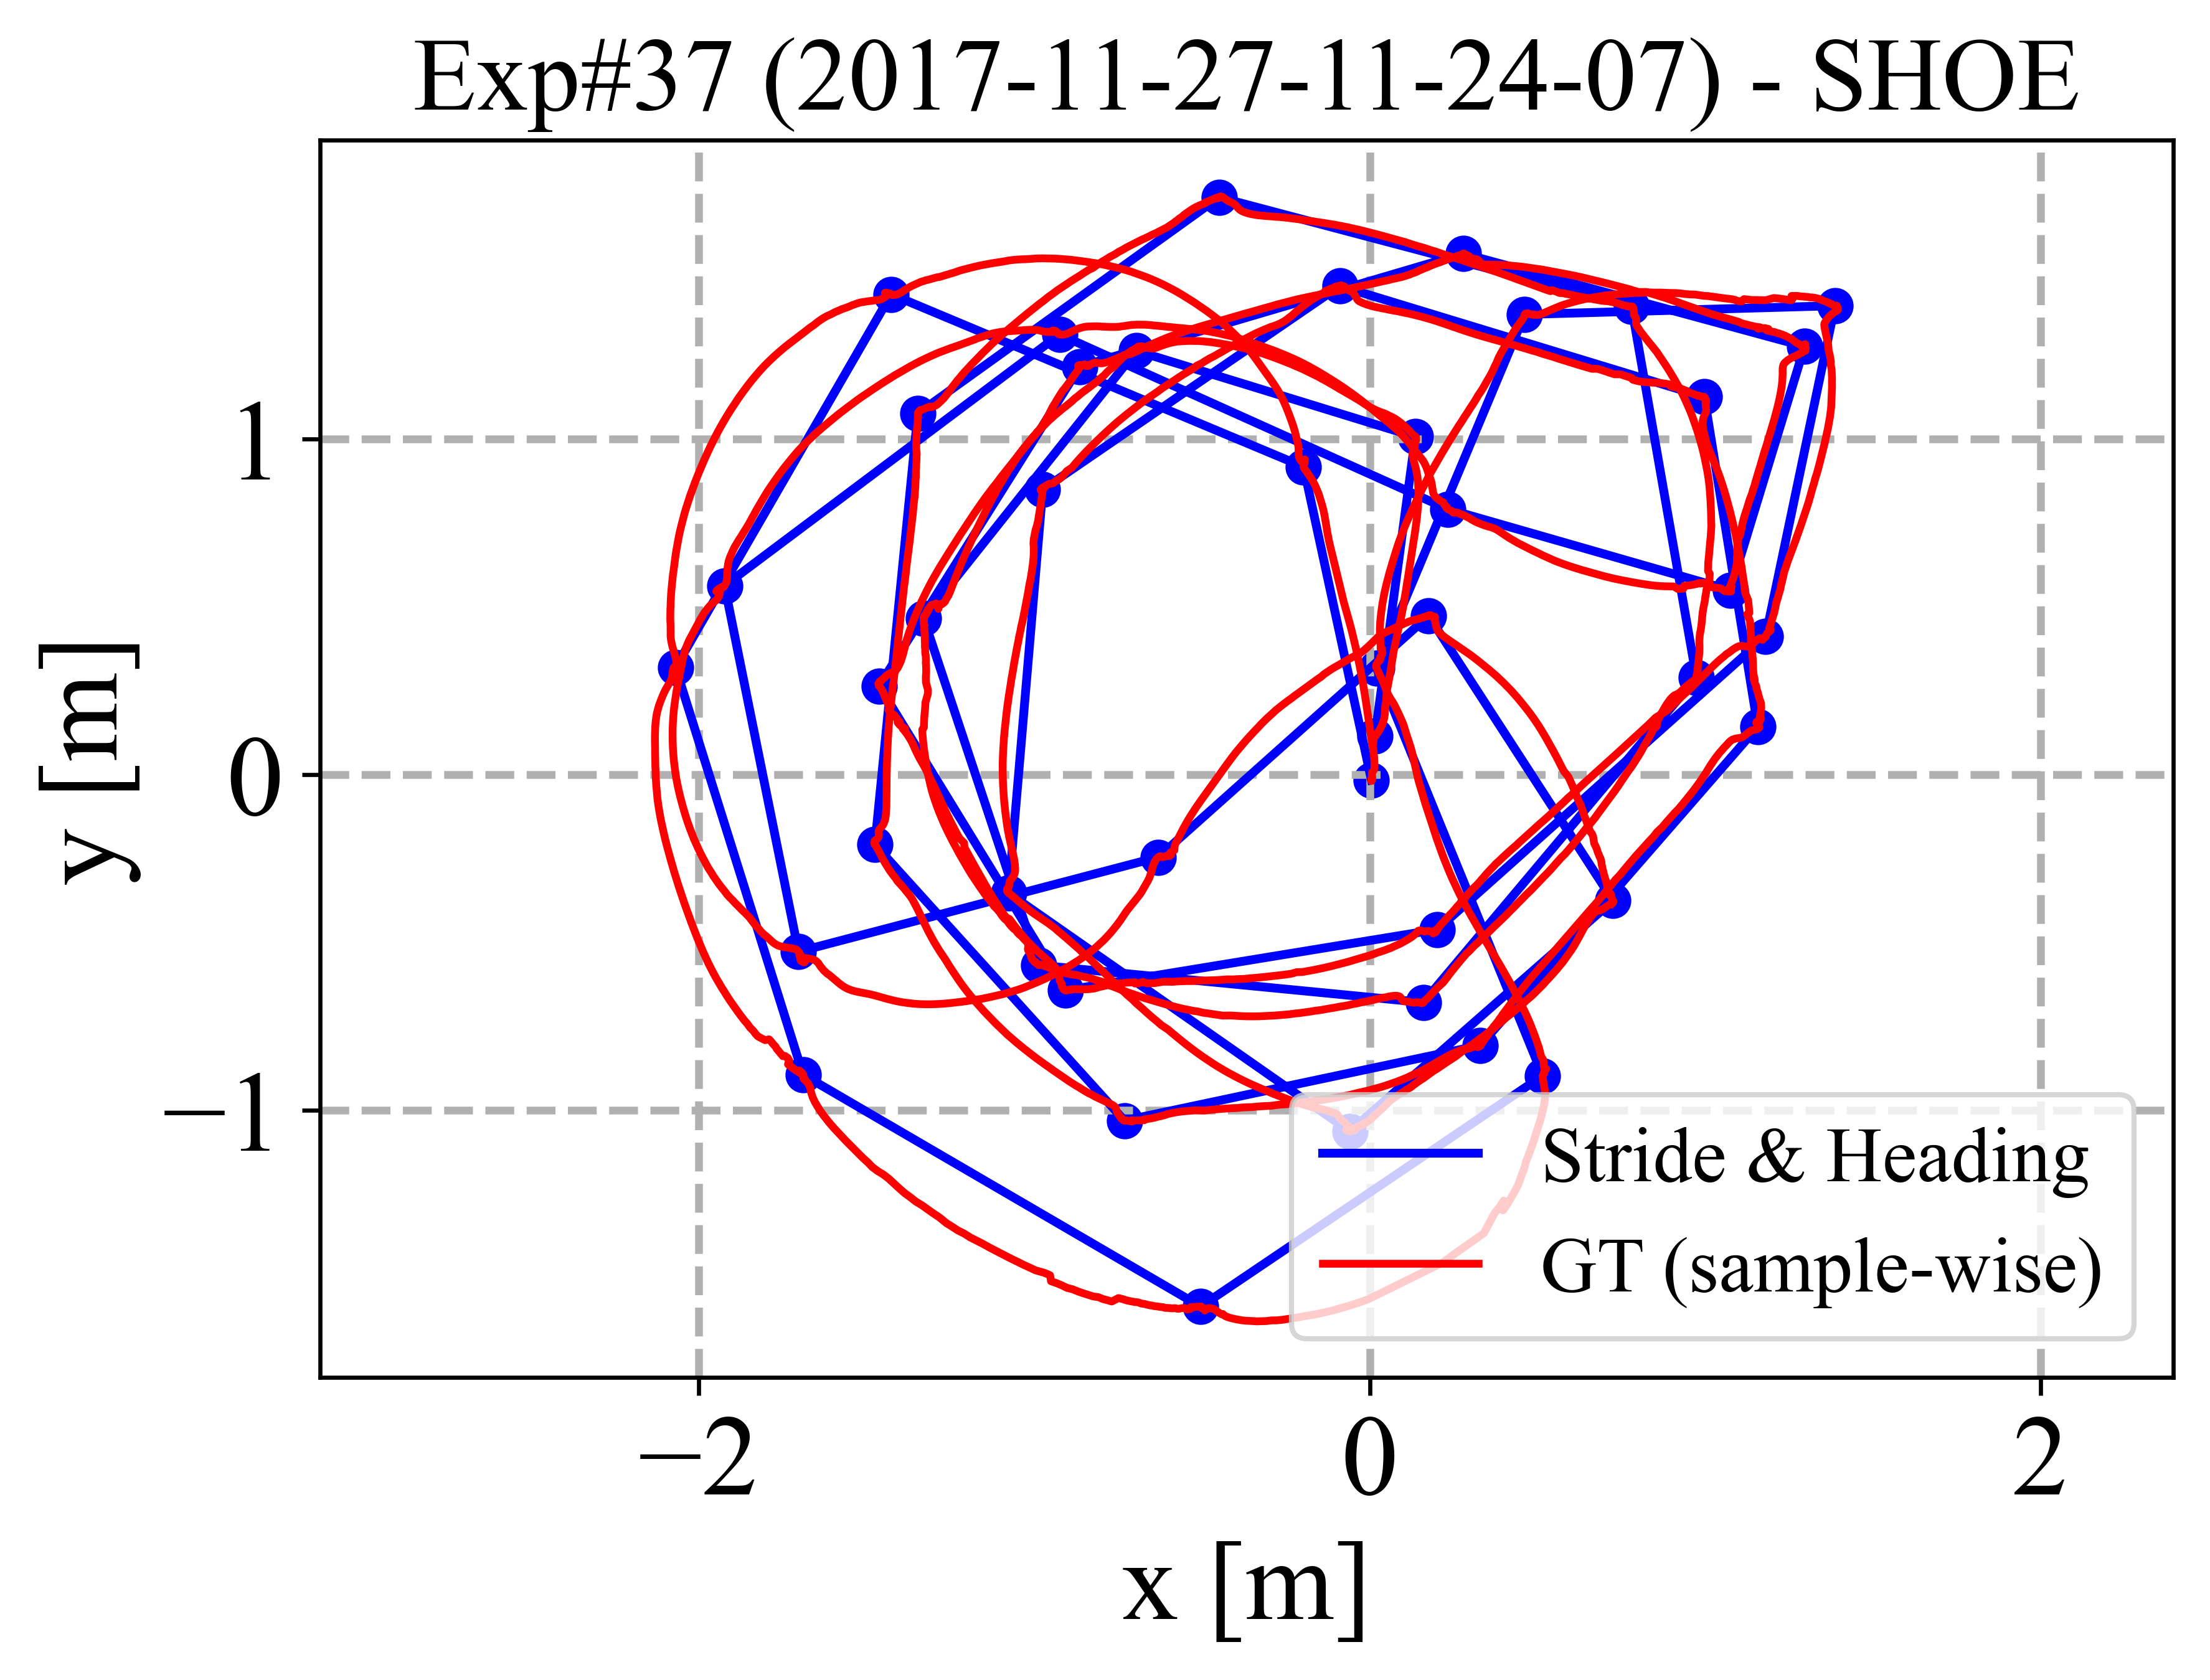 Exp#37 (2017-11-27-11-24-07) - SHOE
y [m]
1
0
−1
Stride & Heading
GT (sample-wise)
−2
0
2
x [m]